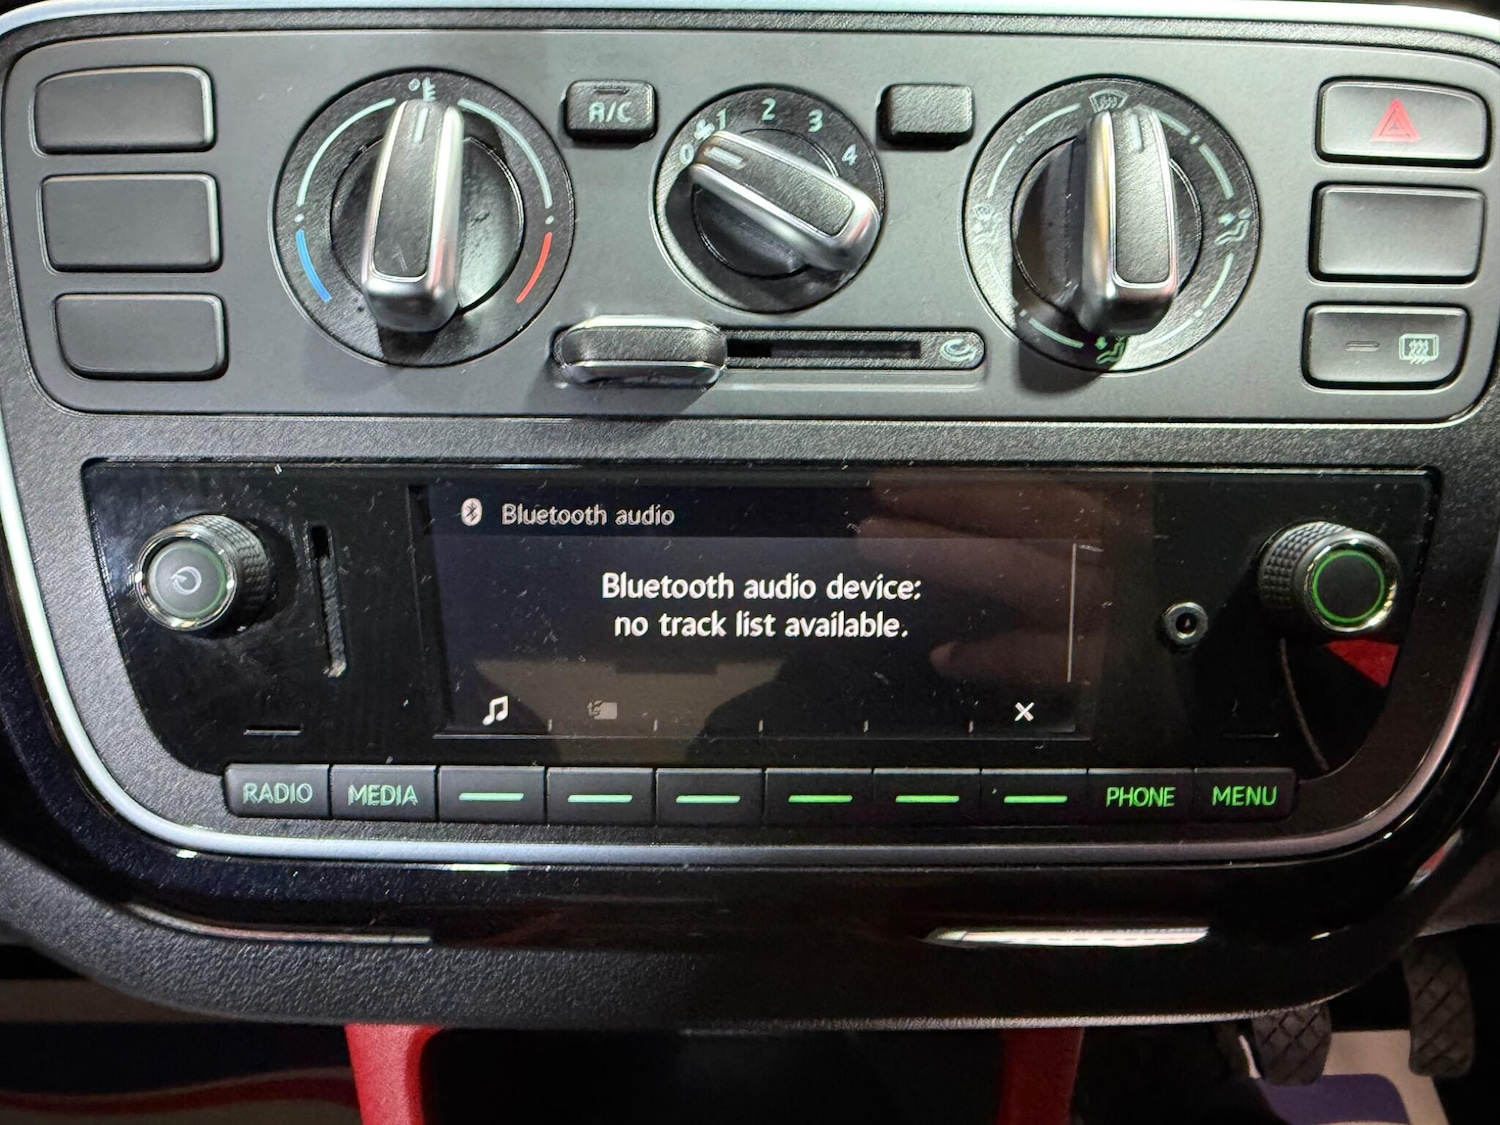 A/C
0 1 2 3 4
Bluetooth audio
Bluetooth audio device:
no track list available.
RADIO MEDIA PHONE MENU